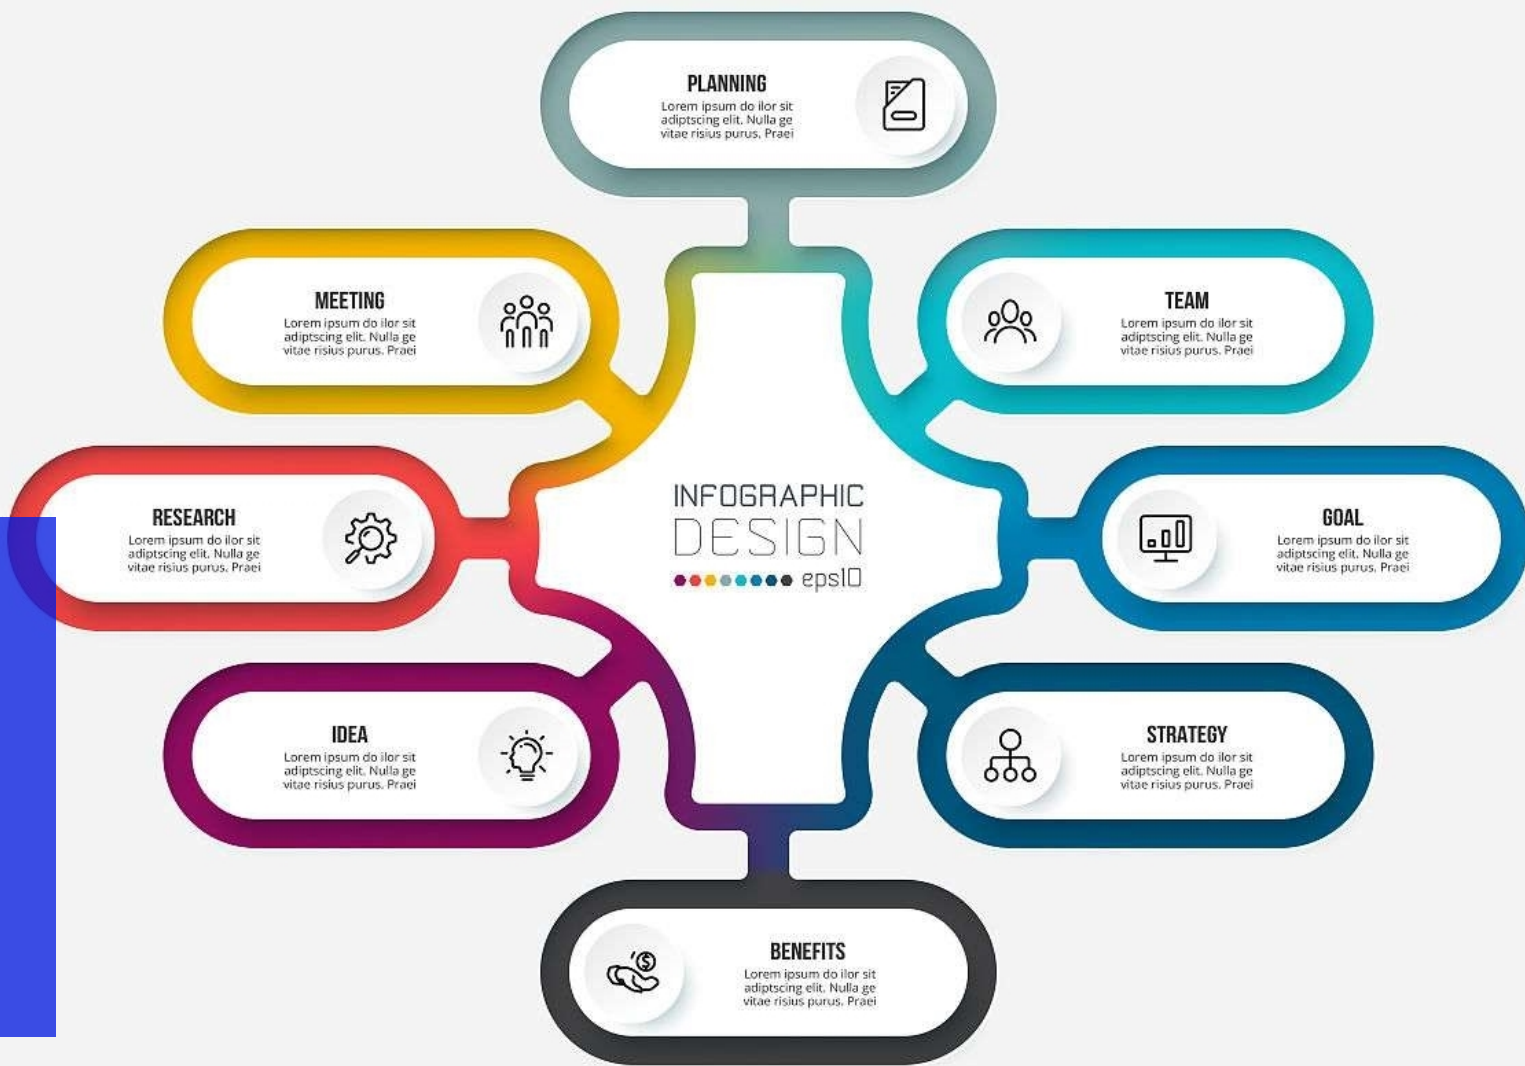 PLANNING
Lorem ipsum do ilor sit
adiptscing elit. Nulla ge
vitae risius purus. Praei
MEETING
Lorem ipsum do ilor sit
adiptscing elit. Nulla ge
vitae risius purus. Praei
TEAM
Lorem ipsum do ilor sit
adiptscing elit. Nulla ge
vitae risius purus. Praei
RESEARCH
Lorem ipsum do ilor sit
adiptscing elit. Nulla ge
vitae risius purus. Praei
INFOGRAPHIC
DESIGN
eps10
GOAL
Lorem ipsum do ilor sit
adiptscing elit. Nulla ge
vitae risius purus. Praei
IDEA
Lorem ipsum do ilor sit
adiptscing elit. Nulla ge
vitae risius purus. Praei
STRATEGY
Lorem ipsum do ilor sit
adiptscing elit. Nulla ge
vitae risius purus. Praei
BENEFITS
Lorem ipsum do ilor sit
adiptscing elit. Nulla ge
vitae risius purus. Praei